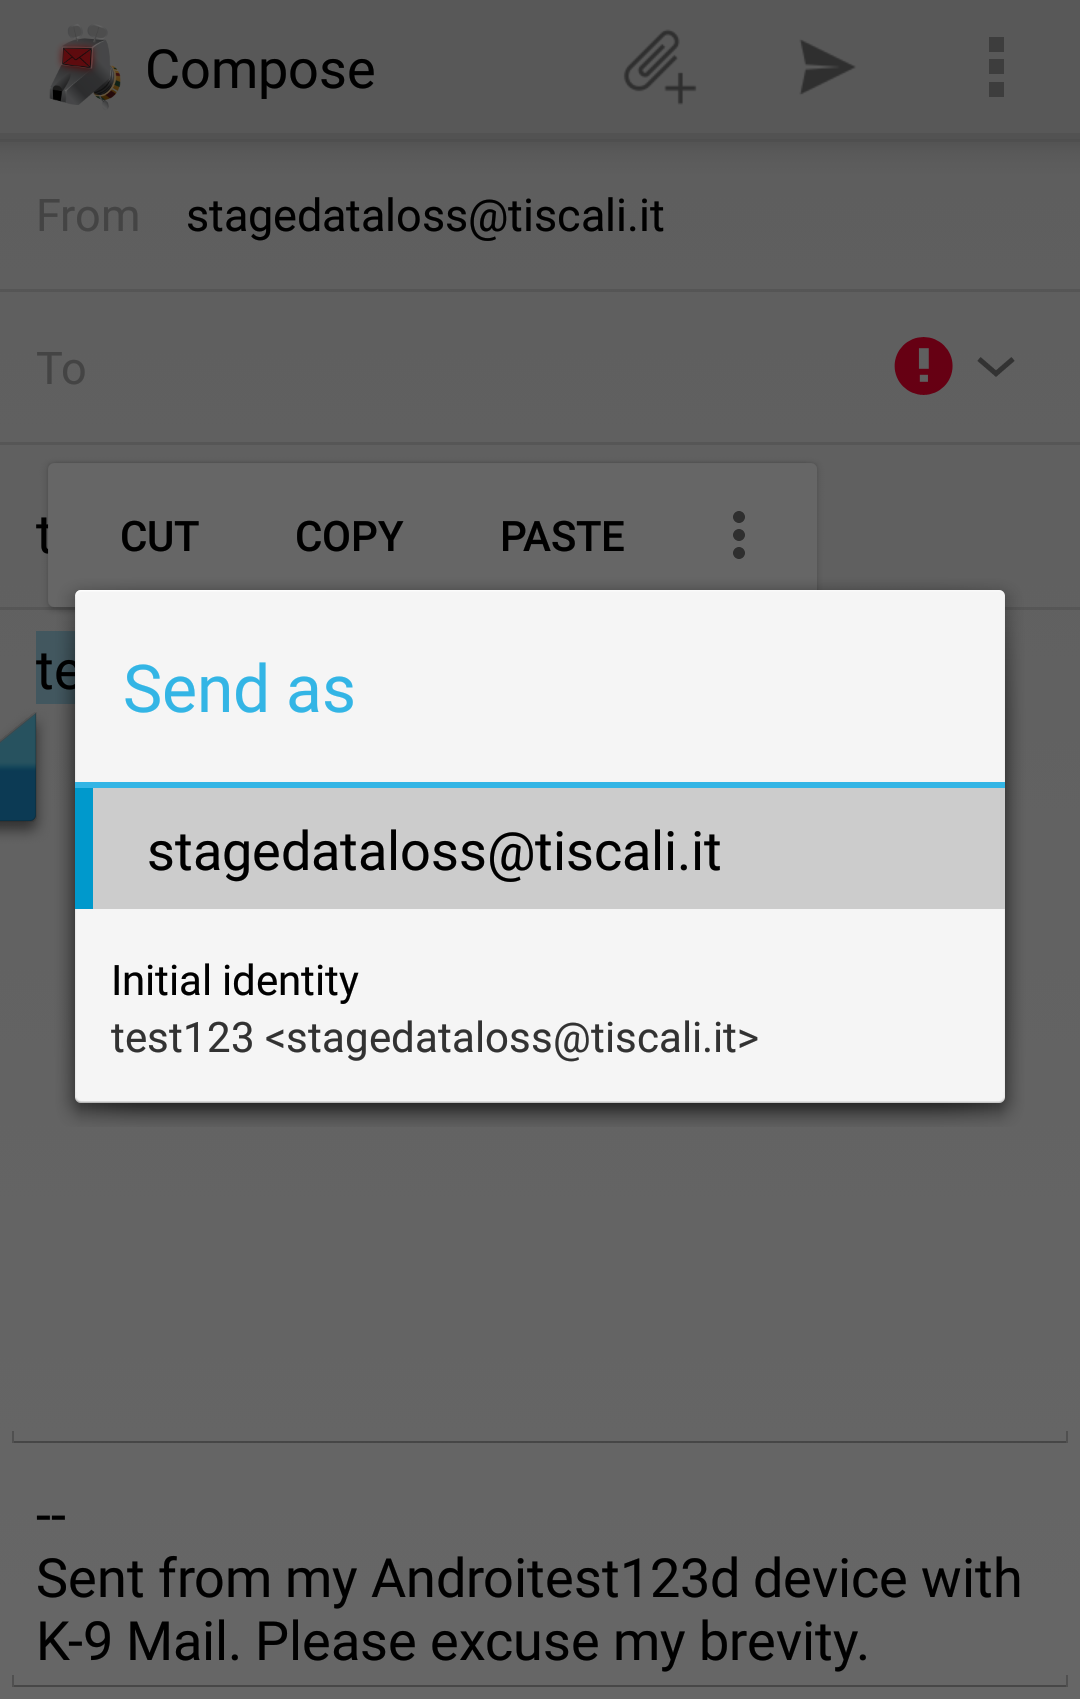 Compose
From stagedataloss@tiscali.it
To
CUT COPY PASTE
Send as
stagedataloss@tiscali.it
Initial identity
test123 <stagedataloss@tiscali.it>
--
Sent from my Androitest123d device with
K-9 Mail. Please excuse my brevity.